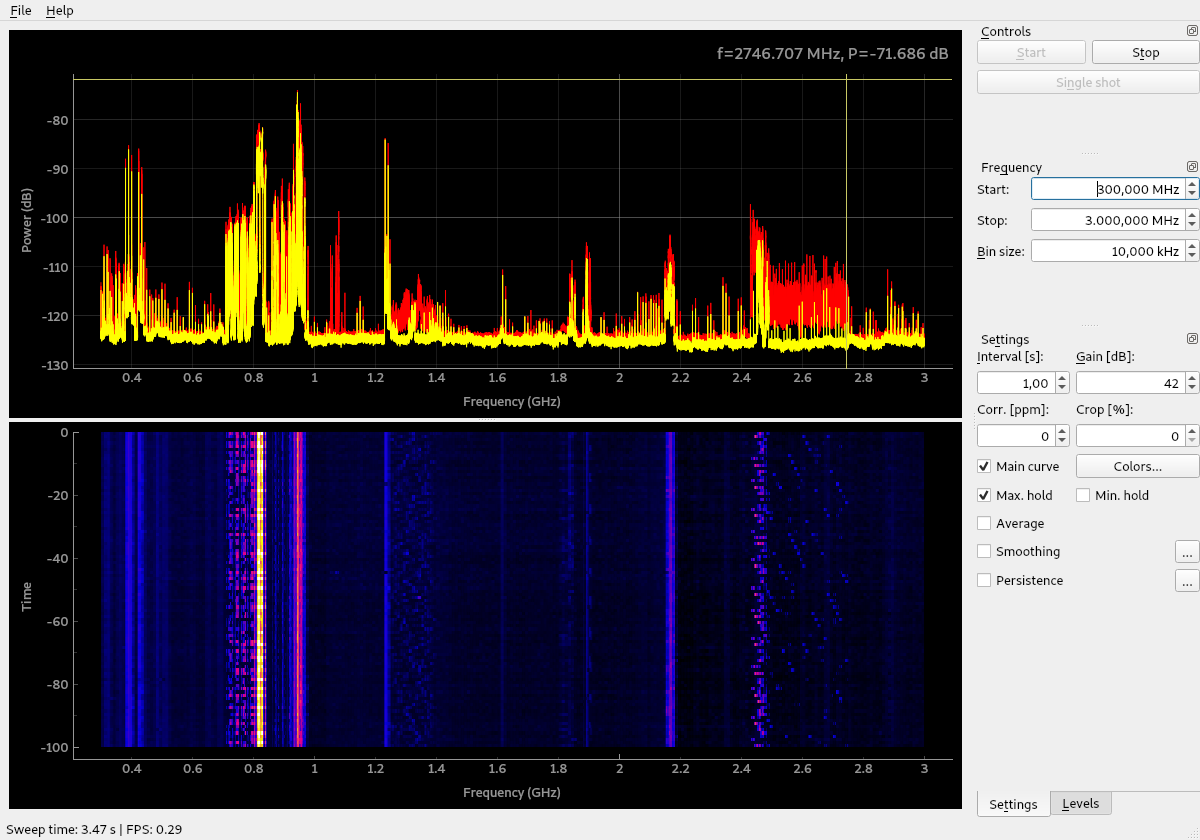 File Help
f=2746.707 MHz, P=-71.686 dB
Power (dB)
-80
-90
-100
-110
-120
-130
0.4 0.6 0.8 1 1.2 1.4 1.6 1.8 2 2.2 2.4 2.6 2.8 3
Frequency (GHz)
Time
0
-20
-40
-60
-80
-100
0.4 0.6 0.8 1 1.2 1.4 1.6 1.8 2 2.2 2.4 2.6 2.8 3
Frequency (GHz)
Controls
Start Stop
Single shot
Frequency
Start: 300,000 MHz
Stop: 3.000,000 MHz
Bin size: 10,000 kHz
Settings
Interval [s]: Gain [dB]:
1,00 42
Corr. [ppm]: Crop [%]:
0 0
Main curve Colors...
Max. hold Min. hold
Average
Smoothing ...
Persistence ...
Settings Levels
Sweep time: 3.47 s | FPS: 0.29